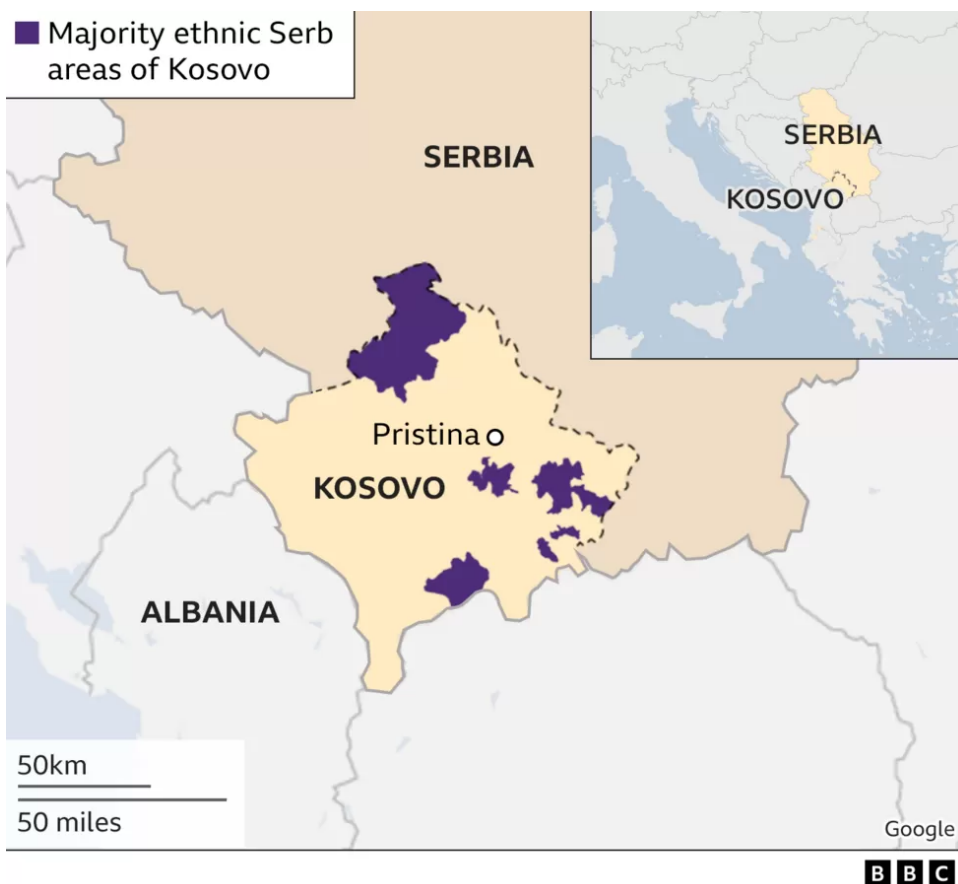 Majority ethnic Serb
areas of Kosovo
SERBIA
SERBIA
KOSOVO
Pristina
KOSOVO
ALBANIA
50km
50 miles
Google
BBC